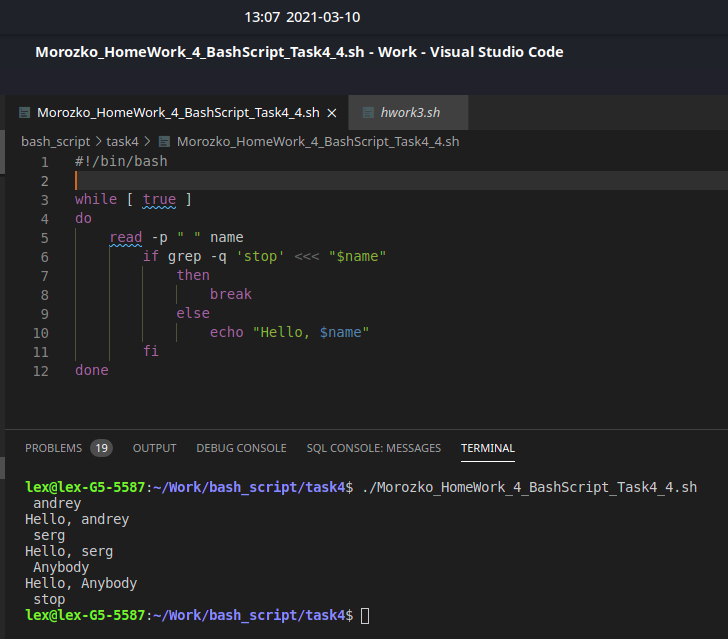 13:07 2021-03-10
Morozko_HomeWork_4_BashScript_Task4_4.sh - Work - Visual Studio Code
Morozko_HomeWork_4_BashScript_Task4_4.sh × hwork3.sh
bash_script > task4 > Morozko_HomeWork_4_BashScript_Task4_4.sh
1 #!/bin/bash
2
3 while [ true ]
4 do
5 read -p " " name
6 if grep -q 'stop' <<< "$name"
7 then
8 break
9 else
10 echo "Hello, $name"
11 fi
12 done
PROBLEMS 19 OUTPUT DEBUG CONSOLE SQL CONSOLE: MESSAGES TERMINAL
lex@lex-G5-5587:~/Work/bash_script/task4$ ./Morozko_HomeWork_4_BashScript_Task4_4.sh
andrey
Hello, andrey
serg
Hello, serg
Anybody
Hello, Anybody
stop
lex@lex-G5-5587:~/Work/bash_script/task4$